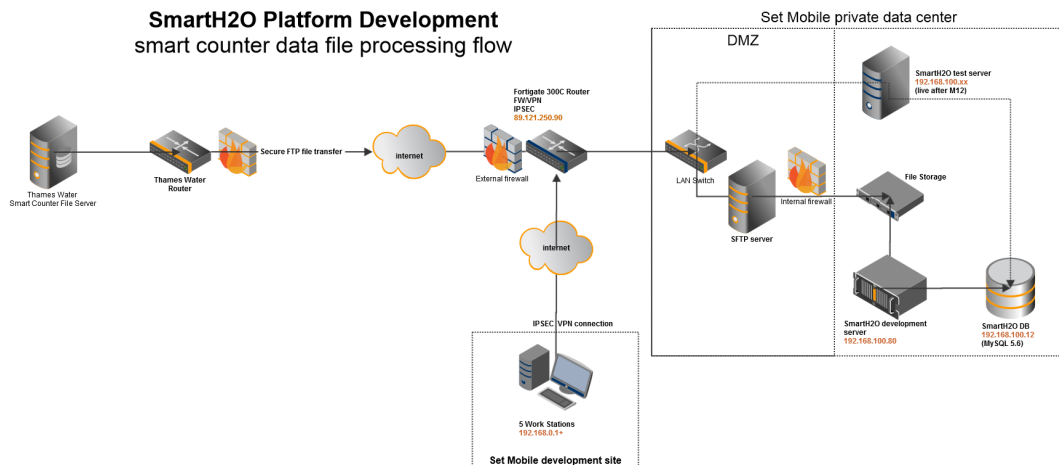 SmartH2O Platform Development
smart counter data file processing flow
Set Mobile private data center
DMZ
SmartH2O test server
192.168.100.xx
(live after M12)
Fortigate 300C Router
FW/VPN
IPSEC
89.121.250.90
Secure FTP file transfer
internet
External firewall
Thames Water
Router
Thames Water
Smart Counter File Server
LAN Switch
Internal firewall
File Storage
SFTP server
internet
IPSEC VPN connection
SmartH2O development
server
192.168.100.80
SmartH2O DB
192.168.100.12
(MySQL 5.6)
5 Work Stations
192.168.0.1+
Set Mobile development site